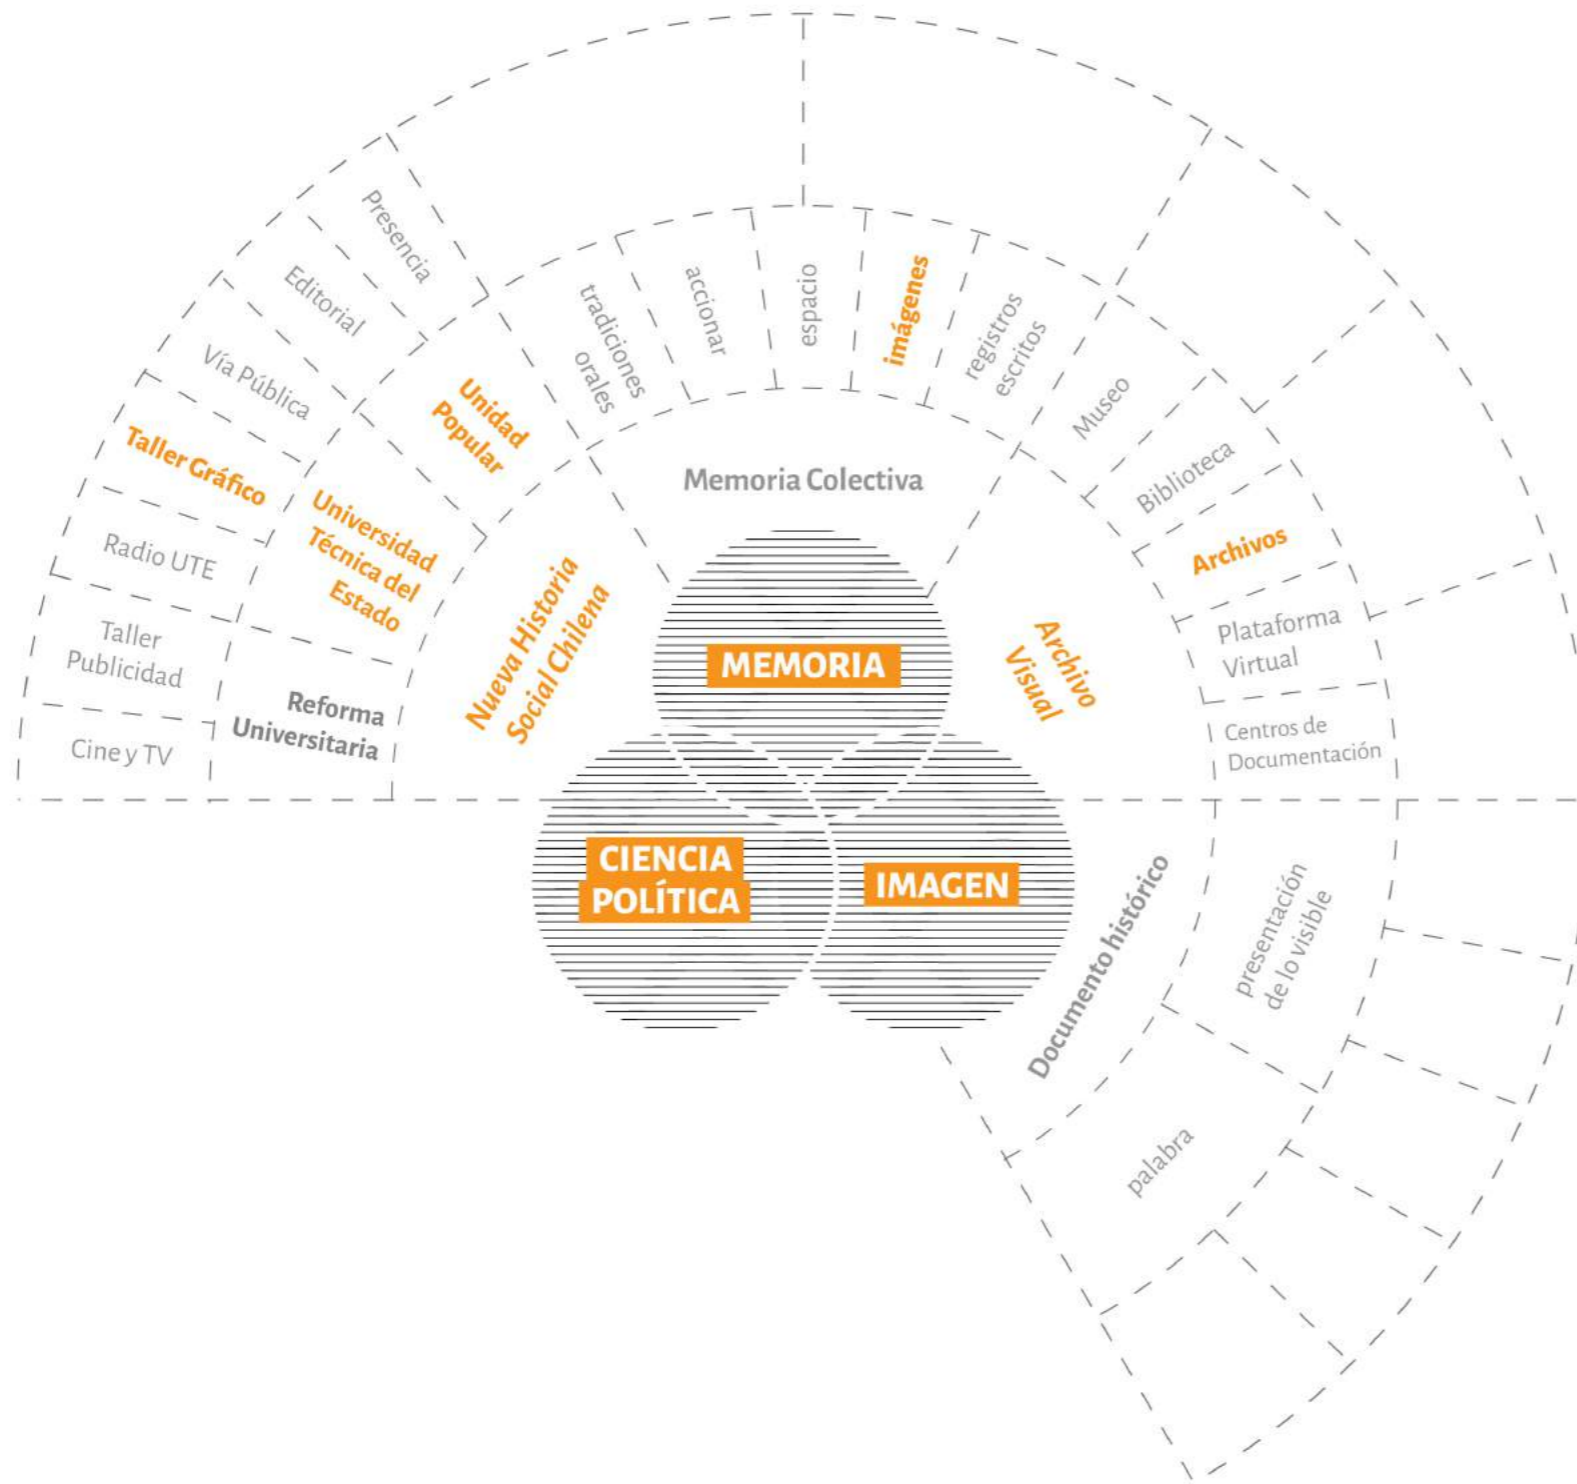 Presencia
Editorial
Vía Pública
Taller Gráfico
Radio UTE
Taller
Publicidad
Cine y TV
Unidad
Popular
Universidad
Técnica del
Estado
Reforma
Universitaria
Nueva Historia
Social Chilena
tradiciones
orales
accionar
espacio
imágenes
registros
escritos
Memoria Colectiva
Museo
Biblioteca
Archivos
Plataforma
Virtual
Centros de
Documentación
Archivo
Visual
MEMORIA
CIENCIA
POLÍTICA
IMAGEN
Documento histórico
presentación
de lo visible
palabra